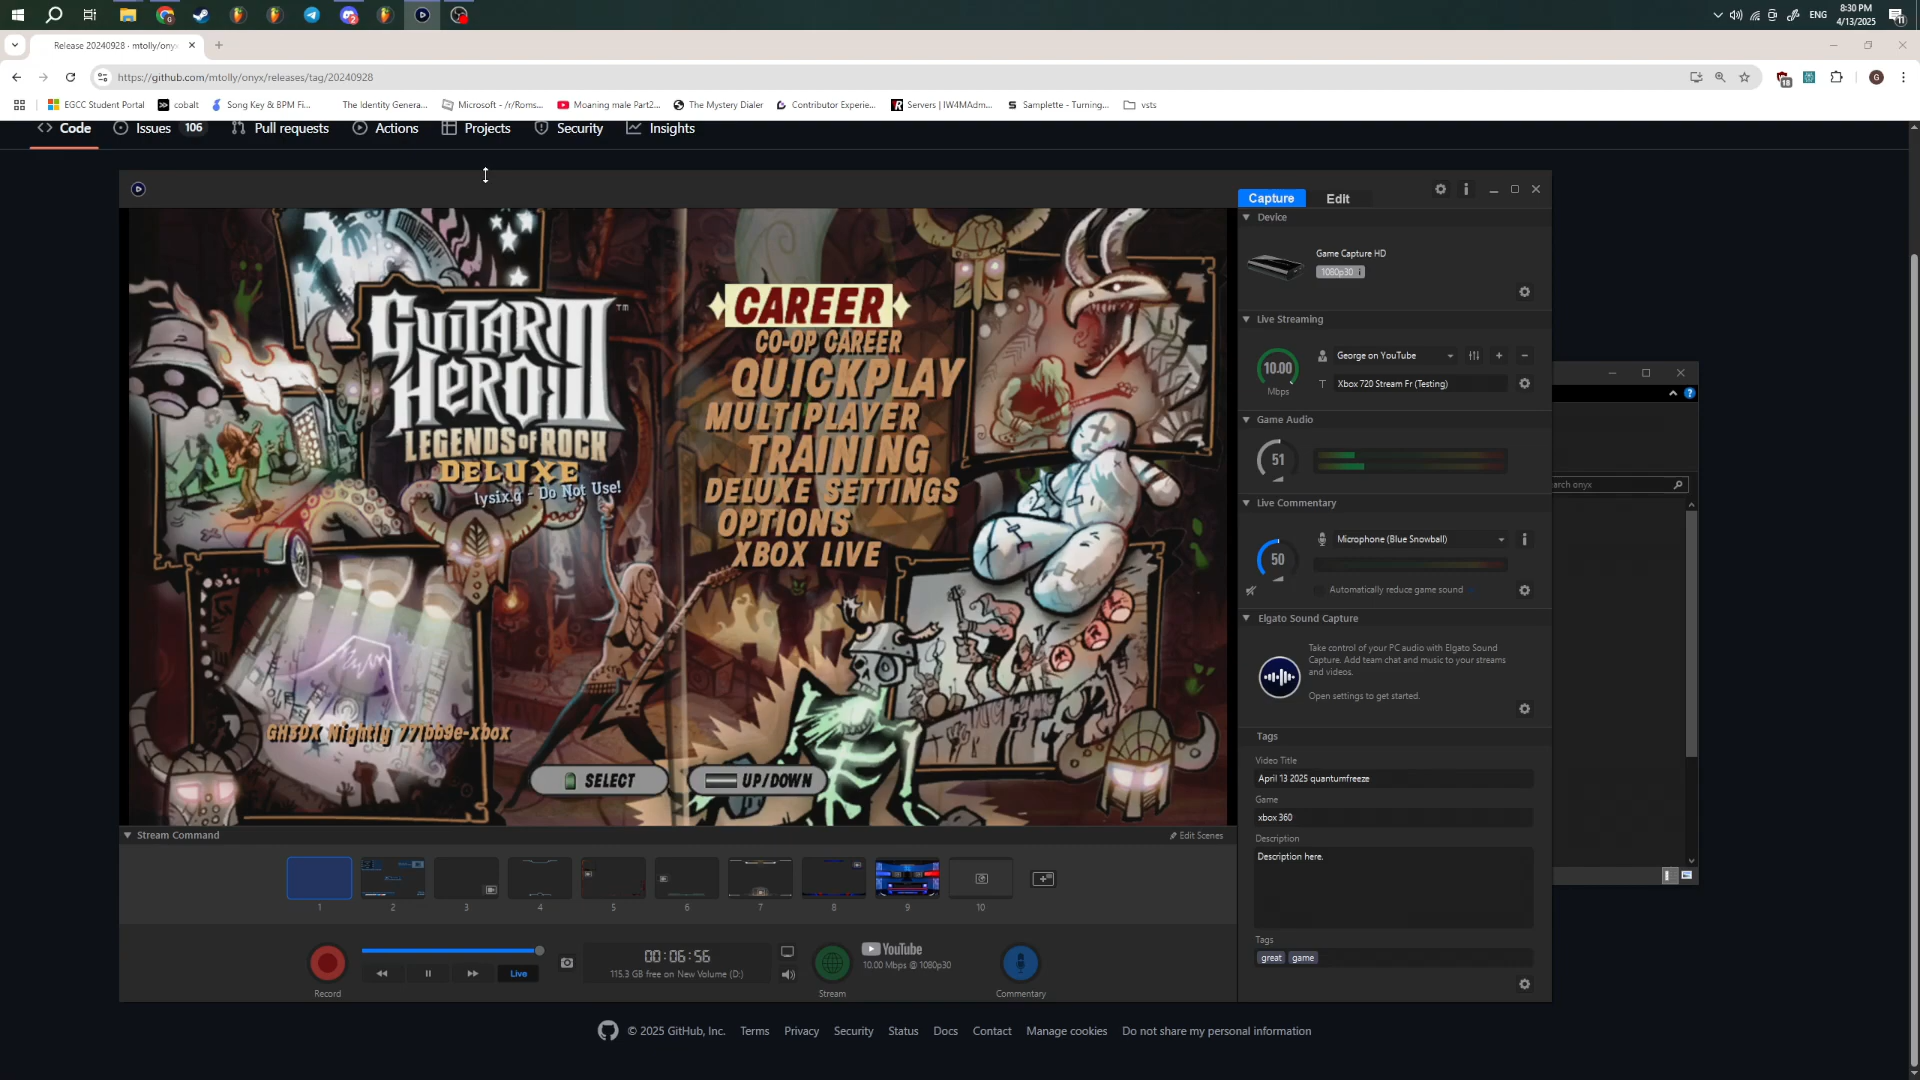 ENG
8:30 PM
4/13/2025
11
Release 20240928 · mtolly/ony
https://github.com/mtolly/onyx/releases/tag/20240928
18
G
EGCC Student Portal
cobalt
Song Key & BPM Fi...
The Identity Genera...
Microsoft - /r/Roms...
Moaning male Part2...
The Mystery Dialer
Contributor Experie...
Servers | IW4MAdm...
Samplette - Turning...
vsts
Code
Issues 106
Pull requests
Actions
Projects
Security
Insights
Capture
Edit
Device
Game Capture HD
1080p30
Live Streaming
10.00
Mbps
George on YouTube
Xbox 720 Stream Fr (Testing)
Game Audio
51
Live Commentary
50
Microphone (Blue Snowball)
Automatically reduce game sound
Elgato Sound Capture
Take control of your PC audio with Elgato Sound
Capture. Add team chat and music to your streams
and videos.
Open settings to get started.
Tags
Video Title
April 13 2025 quantumfreeze
Game
xbox 360
Description
Description here.
Tags
great
game
arch onyx
GUITAR
HERO III
TM
LEGENDS OF ROCK
DELUXE
lysix.g - Do Not Use!
CAREER
CO-OP CAREER
QUICKPLAY
MULTIPLAYER
TRAINING
DELUXE SETTINGS
OPTIONS
XBOX LIVE
GH3DX Nightly 771bb9e-xbox
SELECT
UP/DOWN
Stream Command
Edit Scenes
1
2
3
4
5
6
7
8
9
10
Record
Live
00:06:56
115.3 GB free on New Volume (D:)
Stream
YouTube
10.00 Mbps @ 1080p30
Commentary
© 2025 GitHub, Inc.
Terms
Privacy
Security
Status
Docs
Contact
Manage cookies
Do not share my personal information